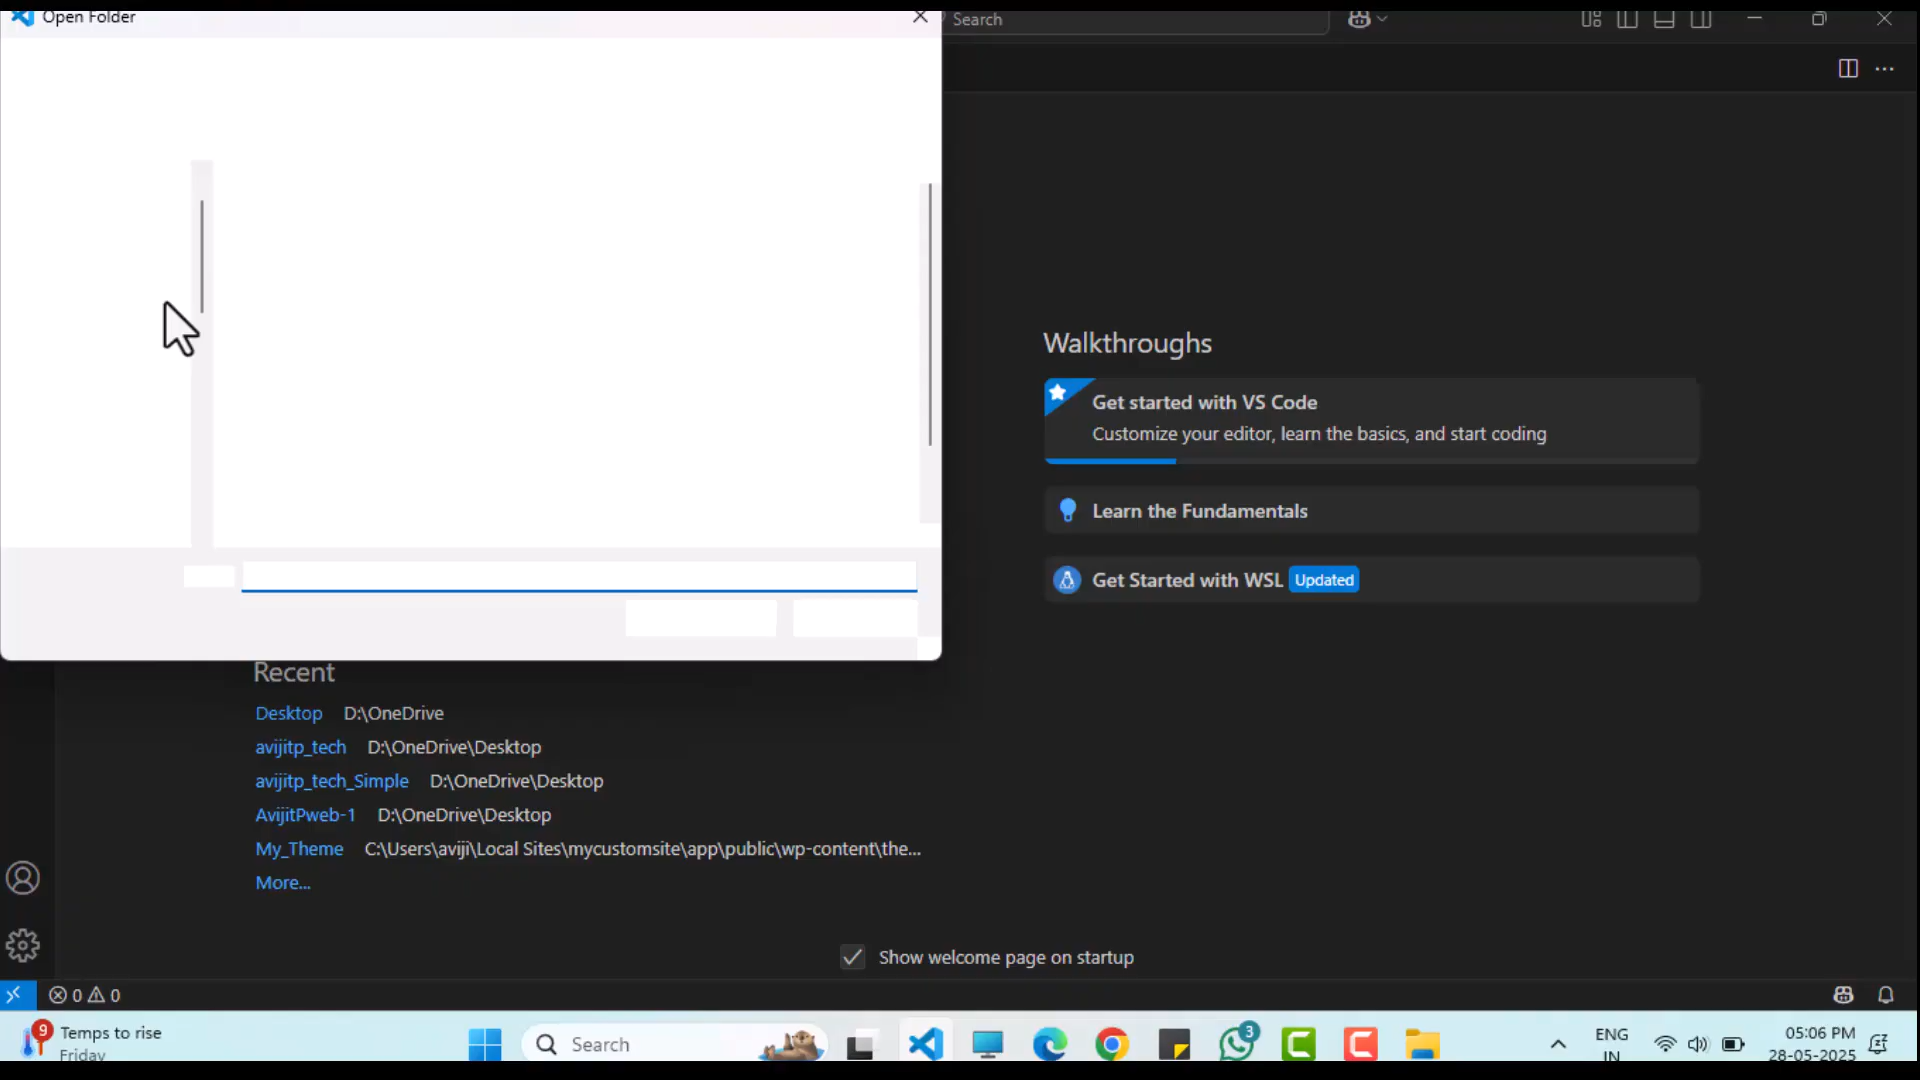 Open Folder
Search
Walkthroughs
Get started with VS Code
Customize your editor, learn the basics, and start coding
Learn the Fundamentals
Get Started with WSL Updated
Recent
Desktop D:\OneDrive
avijitp_tech D:\OneDrive\Desktop
avijitp_tech_Simple D:\OneDrive\Desktop
AvijitPweb-1 D:\OneDrive\Desktop
My_Theme C:\Users\aviji\Local Sites\mycustomsite\app\public\wp-content\the...
More...
Show welcome page on startup
0 0
9 Temps to rise
Friday
Search
3
ENG
IN
05:06 PM
28-05-2025